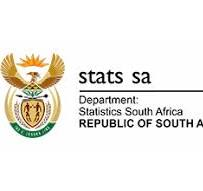 stats sa
Department:
Statistics South Africa
REPUBLIC OF SOUTH A